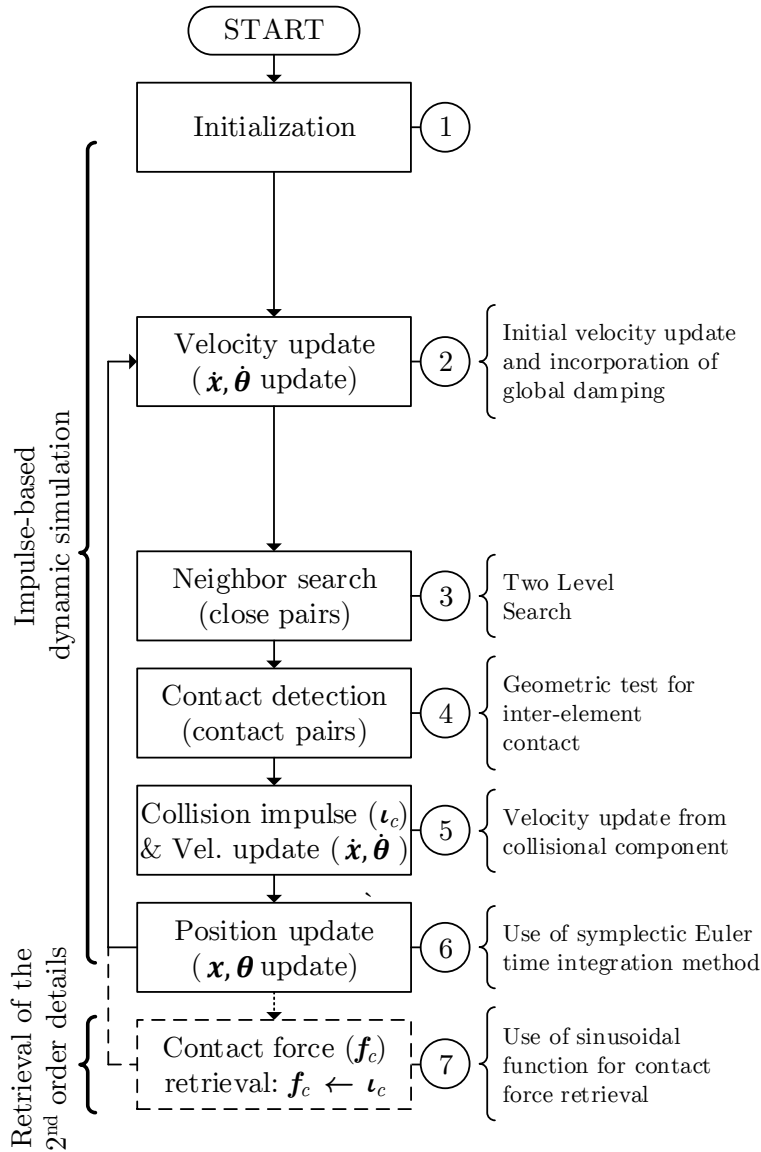 START
Initialization
1
Velocity update
(ẋ, θ̇ update)
2
Initial velocity update
and incorporation of
global damping
Impulse-based
dynamic simulation
Neighbor search
(close pairs)
3
Two Level
Search
Contact detection
(contact pairs)
4
Geometric test for
inter-element
contact
Collision impulse (ι_c)
& Vel. update (ẋ, θ̇ )
5
Velocity update from
collisional component
`
Position update
(x, θ update)
6
Use of symplectic Euler
time integration method
Retrieval of the
2nd order details
Contact force (f_c)
retrieval: f_c ← ι_c
7
Use of sinusoidal
function for contact
force retrieval